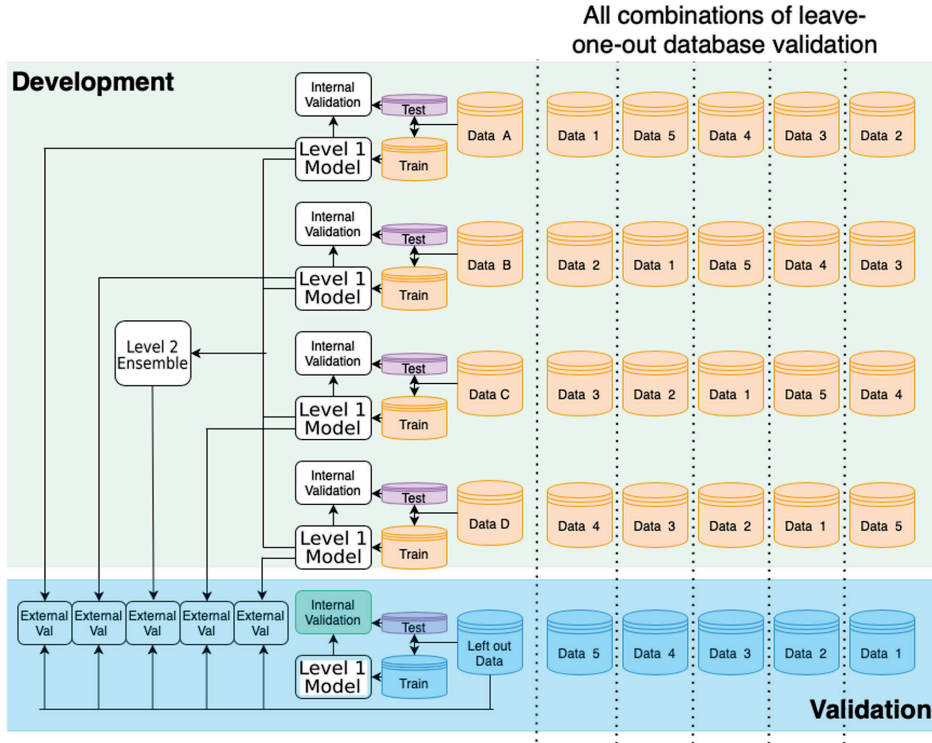 All combinations of leave-
one-out database validation
Development
Internal
Validation
Test
Data A
Level 1
Model
Train
Data 1
Data 5
Data 4
Data 3
Data 2
Internal
Validation
Test
Data B
Level 1
Model
Train
Data 2
Data 1
Data 5
Data 4
Data 3
Level 2
Ensemble
Internal
Validation
Test
Data C
Level 1
Model
Train
Data 3
Data 2
Data 1
Data 5
Data 4
Internal
Validation
Test
Data D
Level 1
Model
Train
Data 4
Data 3
Data 2
Data 1
Data 5
External
Val
External
Val
External
Val
External
Val
External
Val
Internal
Validation
Test
Left out
Data
Level 1
Model
Train
Data 5
Data 4
Data 3
Data 2
Data 1
Validation